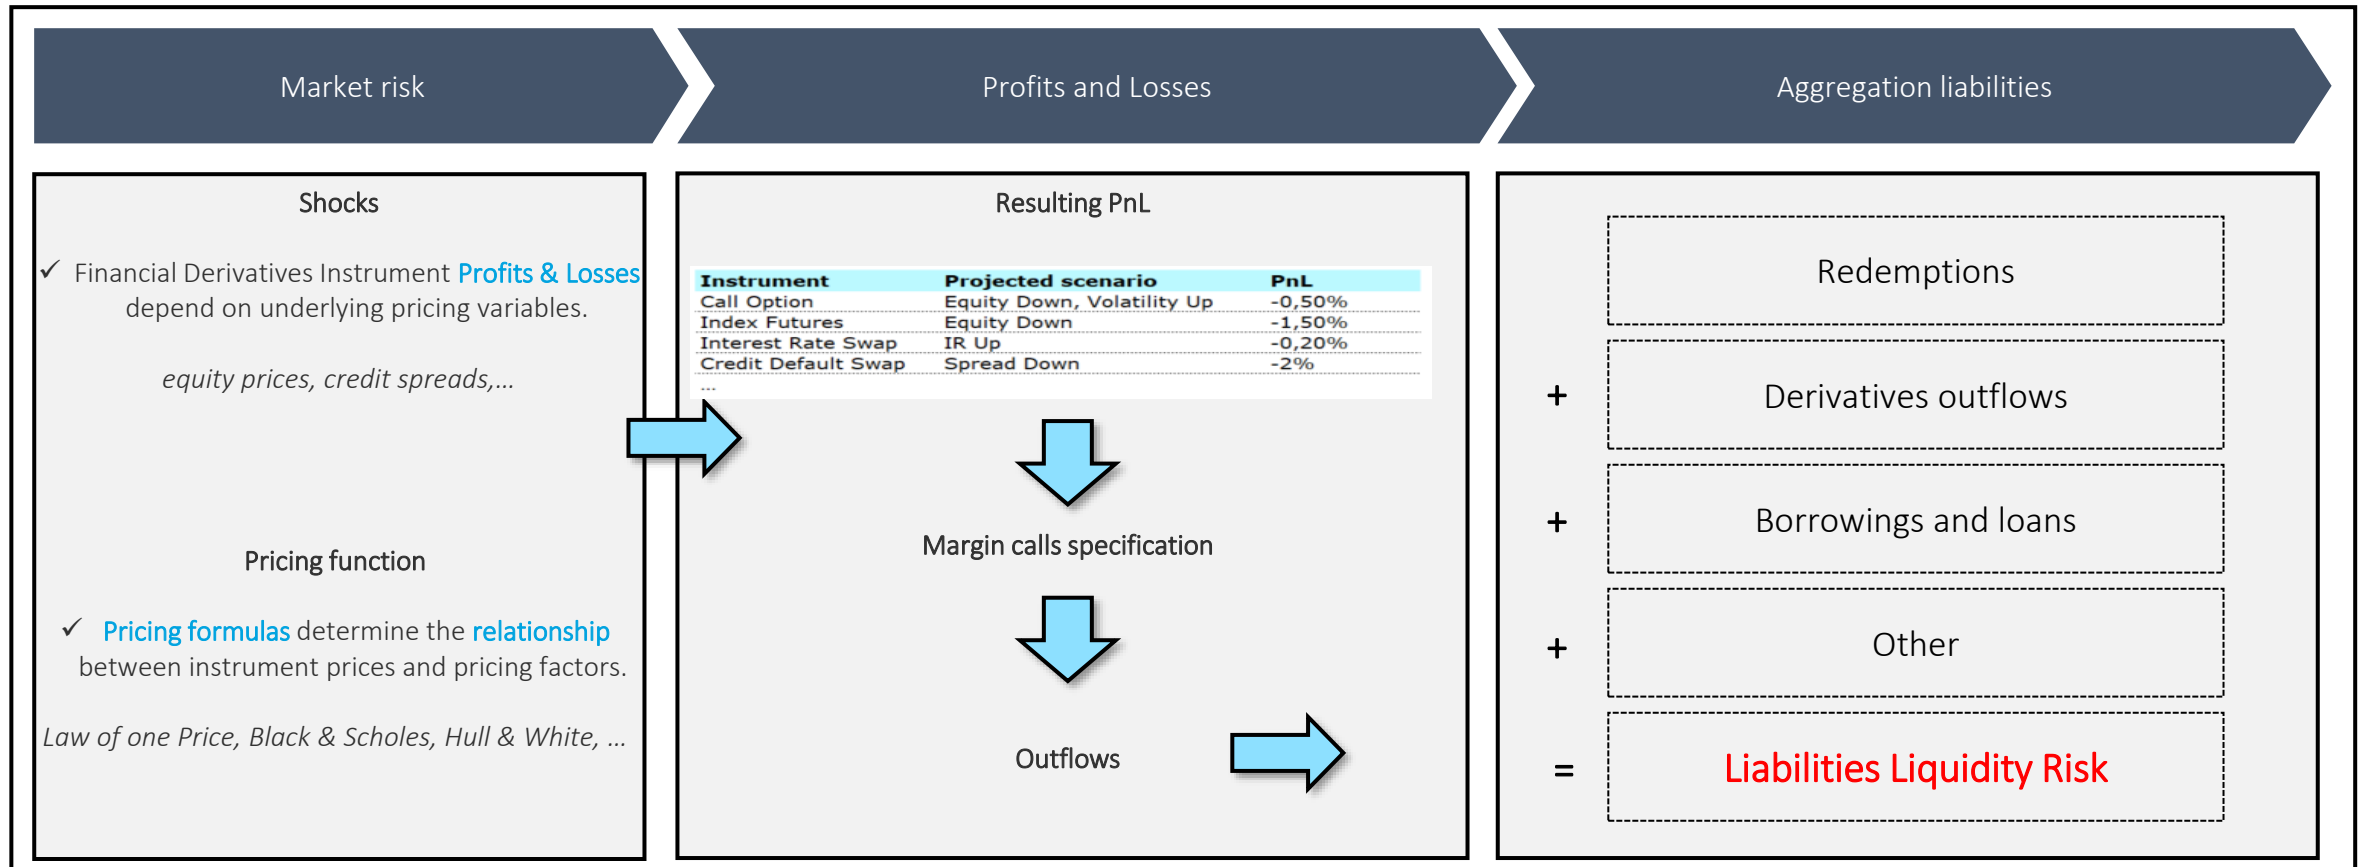 Market risk
Profits and Losses
Aggregation liabilities
Shocks
✓ Financial Derivatives Instrument Profits & Losses
depend on underlying pricing variables.
equity prices, credit spreads,...
Pricing function
✓ Pricing formulas determine the relationship
between instrument prices and pricing factors.
Law of one Price, Black & Scholes, Hull & White, ...
Resulting PnL
Instrument Projected scenario PnL
Call Option Equity Down, Volatility Up -0,50%
Index Futures Equity Down -1,50%
Interest Rate Swap IR Up -0,20%
Credit Default Swap Spread Down -2%
...
Margin calls specification
Outflows
Redemptions
+ Derivatives outflows
+ Borrowings and loans
+ Other
= Liabilities Liquidity Risk